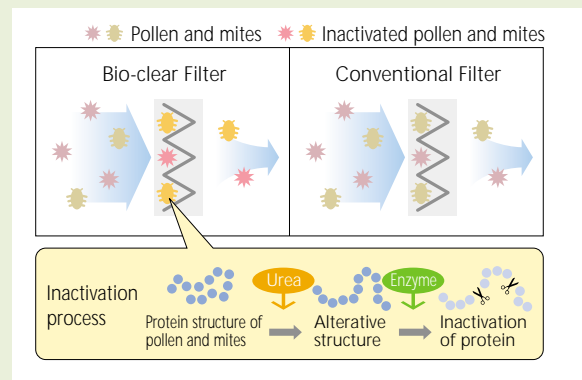 Pollen and mites
Inactivated pollen and mites
Bio-clear Filter
Conventional Filter
Inactivation
process
Urea
Enzyme
Protein structure of
pollen and mites
Alterative
structure
Inactivation
of protein